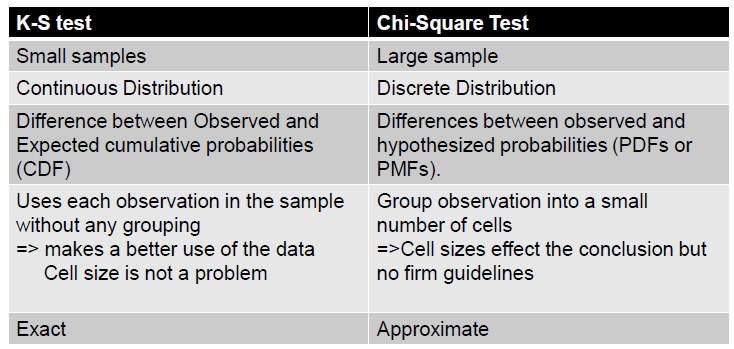 K-S test
Chi-Square Test
Small samples
Large sample
Continuous Distribution
Discrete Distribution
Difference between Observed and
Expected cumulative probabilities
(CDF)
Differences between observed and
hypothesized probabilities (PDFs or
PMFs).
Uses each observation in the sample
without any grouping
=> makes a better use of the data
Cell size is not a problem
Group observation into a small
number of cells
=>Cell sizes effect the conclusion but
no firm guidelines
Exact
Approximate